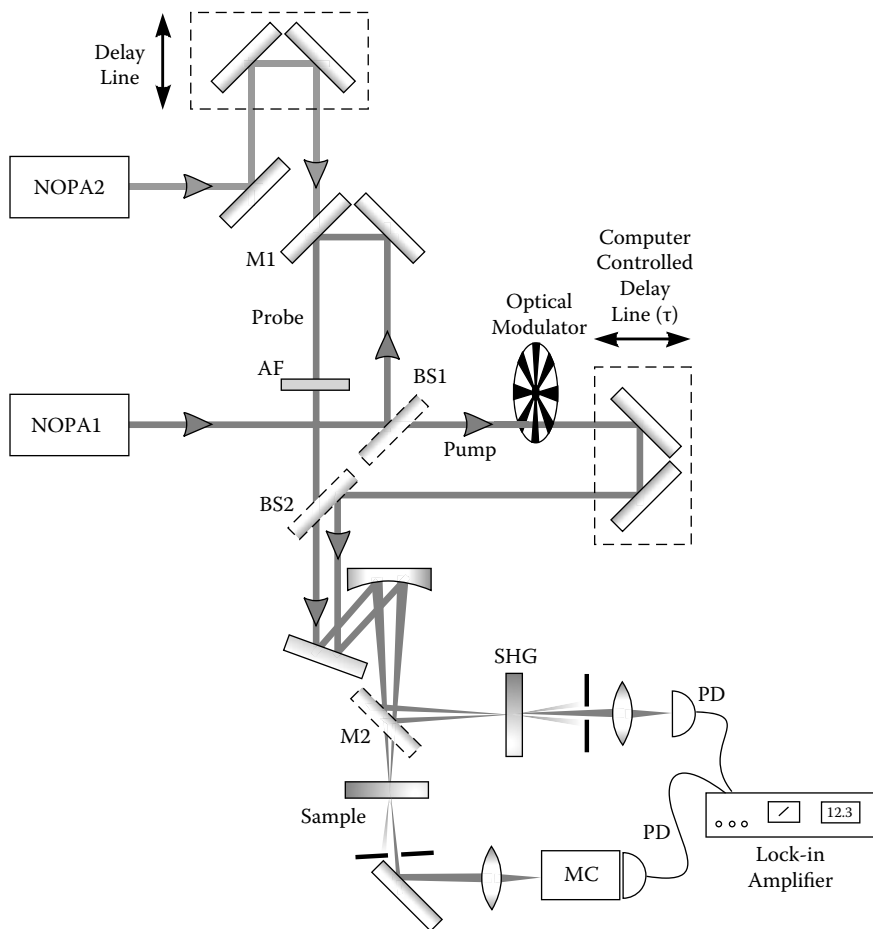 Delay
Line
NOPA2
M1
Computer
Controlled
Delay
Line (τ)
Optical
Modulator
Probe
AF
BS1
NOPA1
Pump
BS2
SHG
PD
M2
Sample
12.3
PD
MC
Lock-in
Amplifier